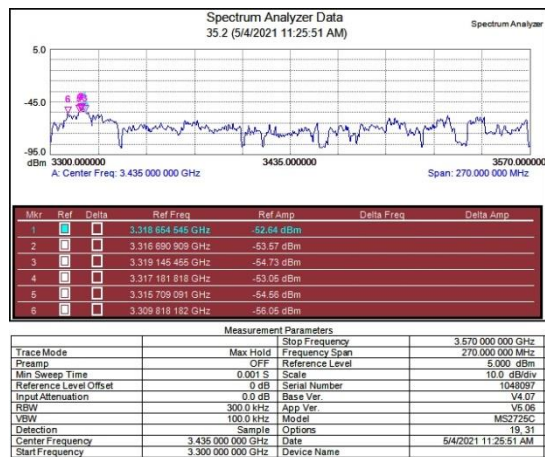 Spectrum Analyzer Data
Spectrum Analyzer
35.2 (5/4/2021 11:25:51 AM)
5.0
-45.0
6
-95.0
dBm 3300.000000 3435.000000 3570.000000
A: Center Freq: 3.435 000 000 GHz Span: 270.000 000 MHz
Mkr Ref Delta Ref Freq Ref Amp Delta Freq Delta Amp
1 3.318 654 545 GHz -52.64 dBm
2 3.316 690 909 GHz -53.57 dBm
3 3.319 145 455 GHz -54.73 dBm
4 3.317 181 818 GHz -53.05 dBm
5 3.315 709 091 GHz -54.56 dBm
6 3.309 818 182 GHz -56.05 dBm
Measurement Parameters
Stop Frequency 3.570 000 000 GHz
Trace Mode Max Hold Frequency Span 270.000 000 MHz
Preamp OFF Reference Level 5.000 dBm
Min Sweep Time 0.001 S Scale 10.0 dB/div
Reference Level Offset 0 dB Serial Number 1048097
Input Attenuation 0.0 dB Base Ver. V4.07
RBW 300.0 kHz App Ver. V5.06
VBW 100.0 kHz Model MS2725C
Detection Sample Options 19, 31
Center Frequency 3.435 000 000 GHz Date 5/4/2021 11:25:51 AM
Start Frequency 3.300 000 000 GHz Device Name